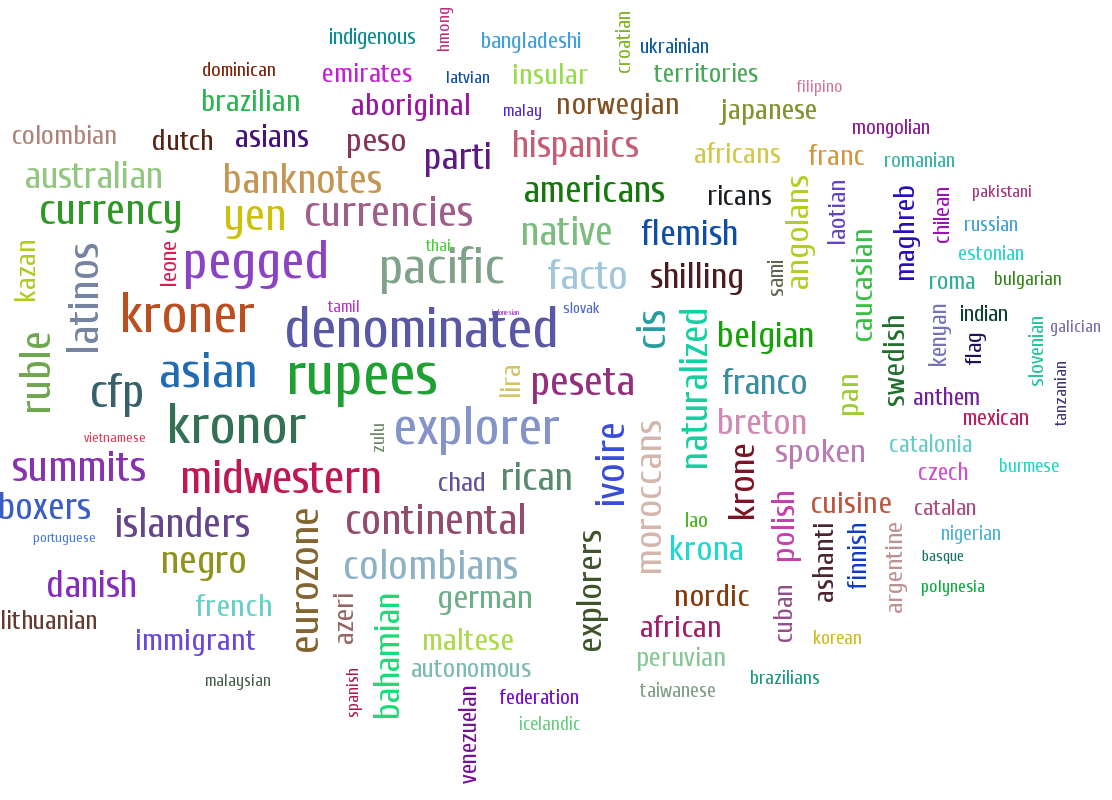 hmong
croatian
indigenous
bangladeshi
ukrainian
dominican
emirates
latvian
insular
territories
filipino
brazilian
aboriginal
malay
norwegian
japanese
mongolian
colombian
dutch
asians
peso
parti
hispanics
africans
franc
romanian
australian
banknotes
americans
ricans
angolans
laotian
maghreb
chilean
pakistani
currency
yen
currencies
native
flemish
russian
kazan
latinos
leone
pegged
thai
pacific
facto
shilling
sami
caucasian
estonian
roma
bulgarian
kroner
tamil
denominated
indonesian
slovak
cis
naturalized
belgian
swedish
kenyan
indian
flag
slovenian
galician
ruble
cfp
asian
rupees
lira
peseta
franco
pan
anthem
tanzanian
mexican
vietnamese
kronor
zulu
explorer
ivoire
moroccans
breton
krone
spoken
catalonia
summits
midwestern
chad
rican
czech
burmese
boxers
islanders
eurozone
continental
lao
krona
polish
cuisine
ashanti
finnish
argentine
catalan
nigerian
portuguese
negro
colombians
explorers
basque
danish
french
azeri
bahamian
german
nordic
cuban
polynesia
lithuanian
immigrant
maltese
african
korean
autonomous
peruvian
malaysian
spanish
venezuelan
federation
taiwanese
brazilians
icelandic